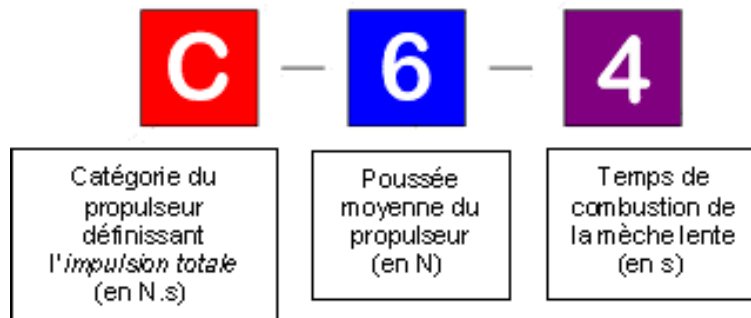 C – 6 – 4
Catégorie du
propulseur
définissant
l'impulsion totale
(en N.s)
Poussée
moyenne du
propulseur
(en N)
Temps de
combustion de
la mèche lente
(en s)